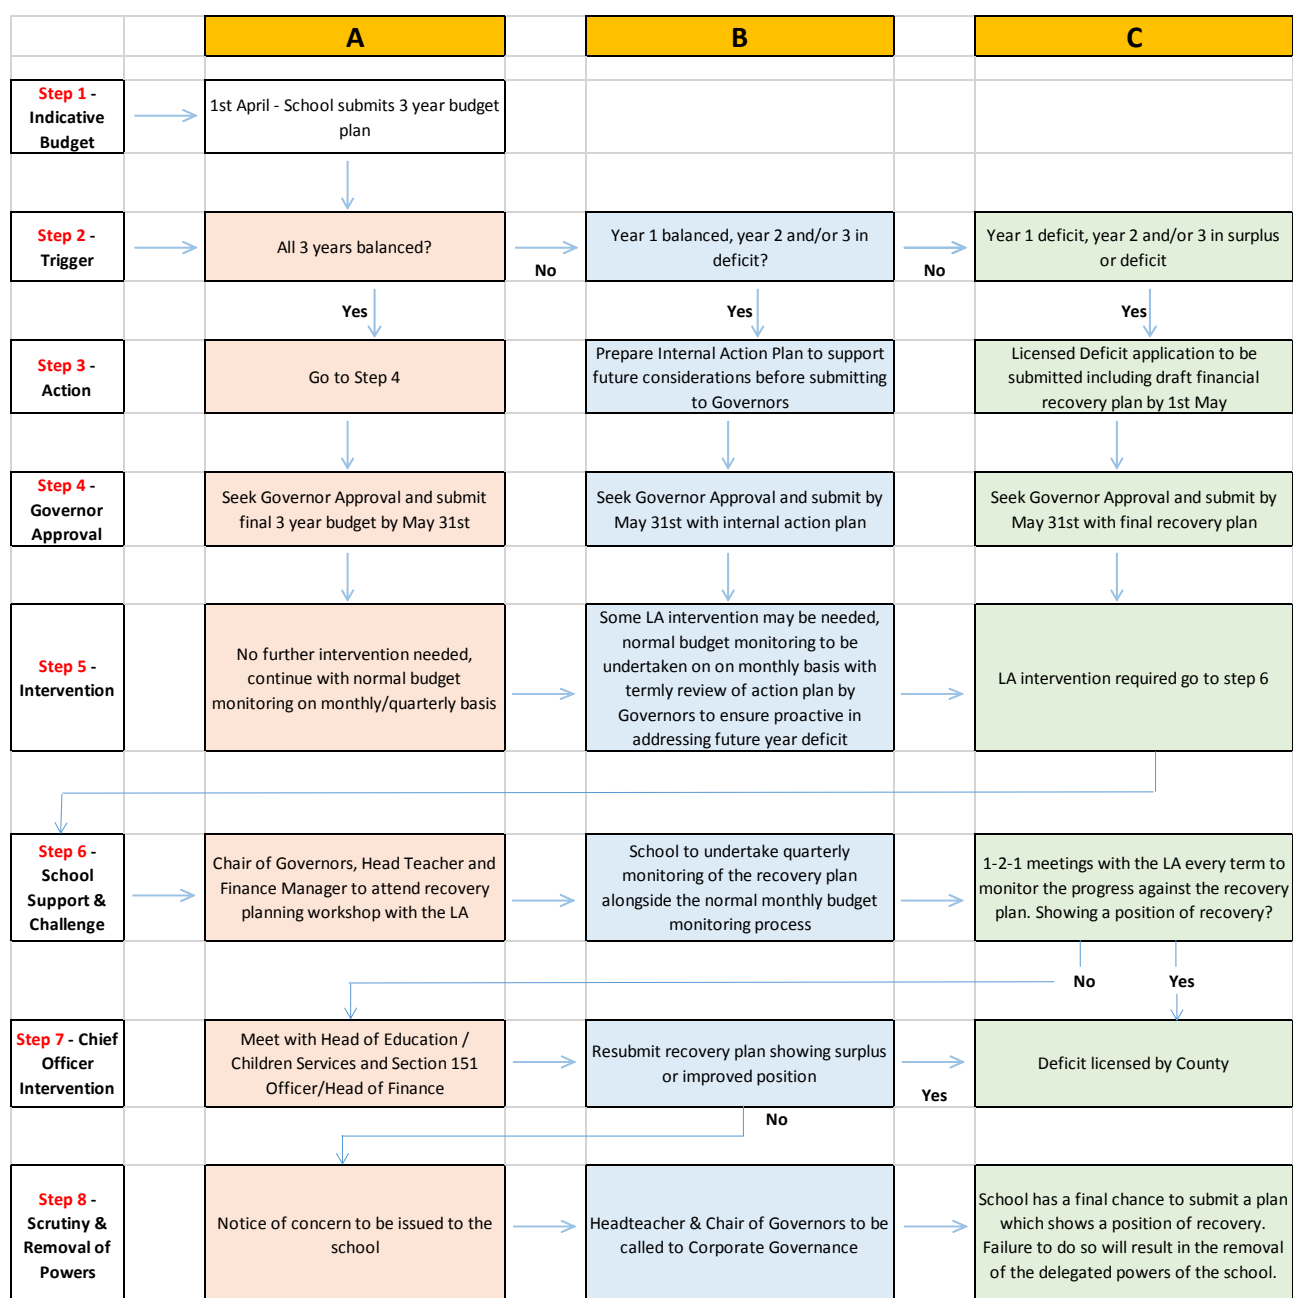 A
B
C
Step 1 -
Indicative
Budget
1st April - School submits 3 year budget
plan
Step 2 -
Trigger
All 3 years balanced?
No
Year 1 balanced, year 2 and/or 3 in
deficit?
No
Year 1 deficit, year 2 and/or 3 in surplus
or deficit
Yes
Yes
Yes
Step 3 -
Action
Go to Step 4
Prepare Internal Action Plan to support
future considerations before submitting
to Governors
Licensed Deficit application to be
submitted including draft financial
recovery plan by 1st May
Step 4 -
Governor
Approval
Seek Governor Approval and submit
final 3 year budget by May 31st
Seek Governor Approval and submit by
May 31st with internal action plan
Seek Governor Approval and submit by
May 31st with final recovery plan
Step 5 -
Intervention
No further intervention needed,
continue with normal budget
monitoring on monthly/quarterly basis
Some LA intervention may be needed,
normal budget monitoring to be
undertaken on on monthly basis with
termly review of action plan by
Governors to ensure proactive in
addressing future year deficit
LA intervention required go to step 6
Step 6 -
School
Support &
Challenge
Chair of Governors, Head Teacher and
Finance Manager to attend recovery
planning workshop with the LA
School to undertake quarterly
monitoring of the recovery plan
alongside the normal monthly budget
monitoring process
1-2-1 meetings with the LA every term to
monitor the progress against the recovery
plan. Showing a position of recovery?
No
Yes
Step 7 - Chief
Officer
Intervention
Meet with Head of Education /
Children Services and Section 151
Officer/Head of Finance
Resubmit recovery plan showing surplus
or improved position
Yes
Deficit licensed by County
No
Step 8 -
Scrutiny &
Removal of
Powers
Notice of concern to be issued to the
school
Headteacher & Chair of Governors to be
called to Corporate Governance
School has a final chance to submit a plan
which shows a position of recovery.
Failure to do so will result in the removal
of the delegated powers of the school.